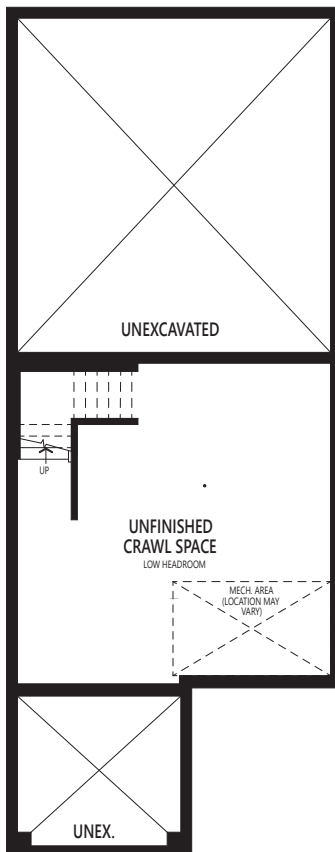 UNEXCAVATED
UP
UNFINISHED
CRAWL SPACE
LOW HEADROOM
MECH. AREA
(LOCATION MAY
VARY)
UNEX.